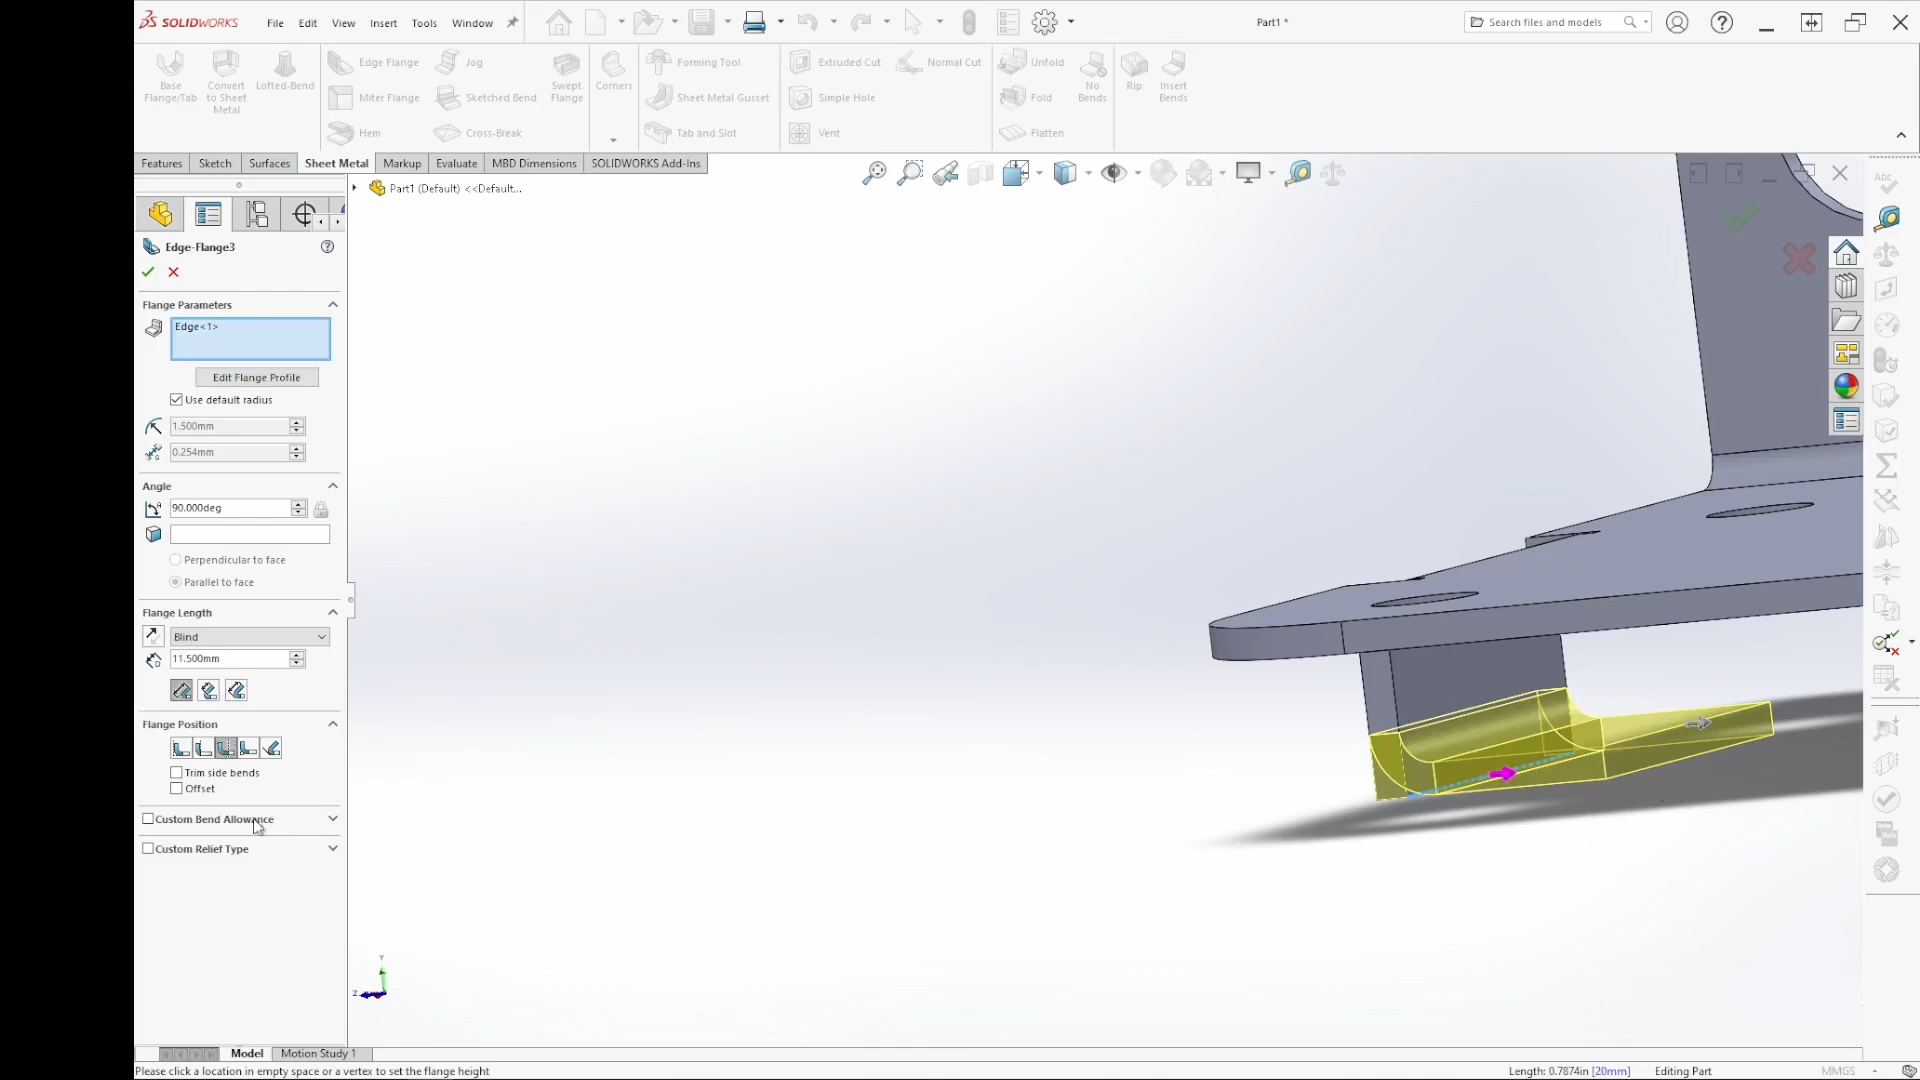 SOLIDWORKS
File
Edit
View
Insert
Tools
Window
Part1 *
Search files and models
Base Flange/Tab
Convert to Sheet Metal
Lofted-Bend
Edge Flange
Miter Flange
Hem
Jog
Sketched Bend
Cross-Break
Swept Flange
Corners
Forming Tool
Sheet Metal Gusset
Tab and Slot
Extruded Cut
Simple Hole
Vent
Normal Cut
Unfold
Fold
Flatten
No Bends
Rip
Insert Bends
Features
Sketch
Surfaces
Sheet Metal
Markup
Evaluate
MBD Dimensions
SOLIDWORKS Add-Ins
Part1 (Default) <<Default...
Edge-Flange3
Flange Parameters
Edge<1>
Edit Flange Profile
Use default radius
1.500mm
0.254mm
Angle
90.000deg
Perpendicular to face
Parallel to face
Flange Length
Blind
11.500mm
Flange Position
Trim side bends
Offset
Custom Bend Allowance
Custom Relief Type
Y
Z
Model
Motion Study 1
Please click a location in empty space or a vertex to set the flange height
Length: 0.7874in [20mm]
Editing Part
MMGS